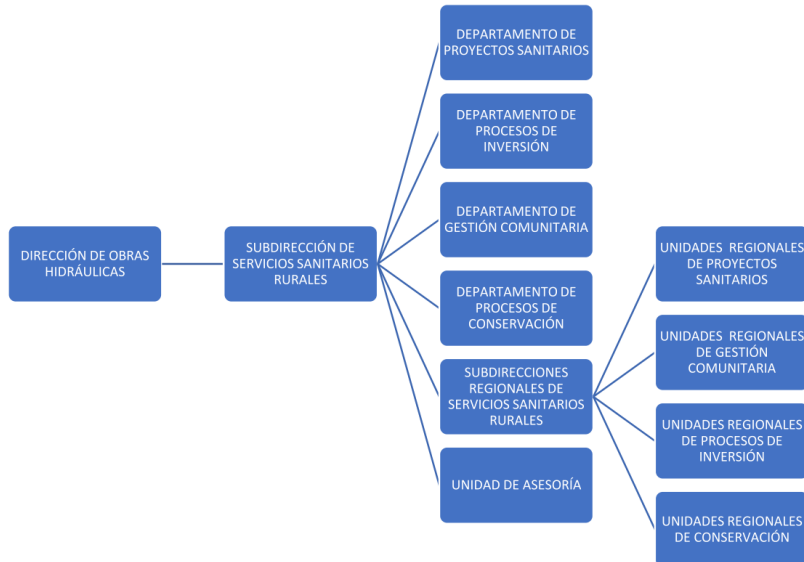 DIRECCIÓN DE OBRAS
HIDRÁULICAS
SUBDIRECCIÓN DE
SERVICIOS SANITARIOS
RURALES
DEPARTAMENTO DE
PROYECTOS SANITARIOS
DEPARTAMENTO DE
PROCESOS DE
INVERSIÓN
DEPARTAMENTO DE
GESTIÓN COMUNITARIA
DEPARTAMENTO DE
PROCESOS DE
CONSERVACIÓN
SUBDIRECCIONES
REGIONALES DE
SERVICIOS SANITARIOS
RURALES
UNIDAD DE ASESORÍA
UNIDADES REGIONALES
DE PROYECTOS
SANITARIOS
UNIDADES REGIONALES
DE GESTIÓN
COMUNITARIA
UNIDADES REGIONALES
DE PROCESOS DE
INVERSIÓN
UNIDADES REGIONALES
DE CONSERVACIÓN